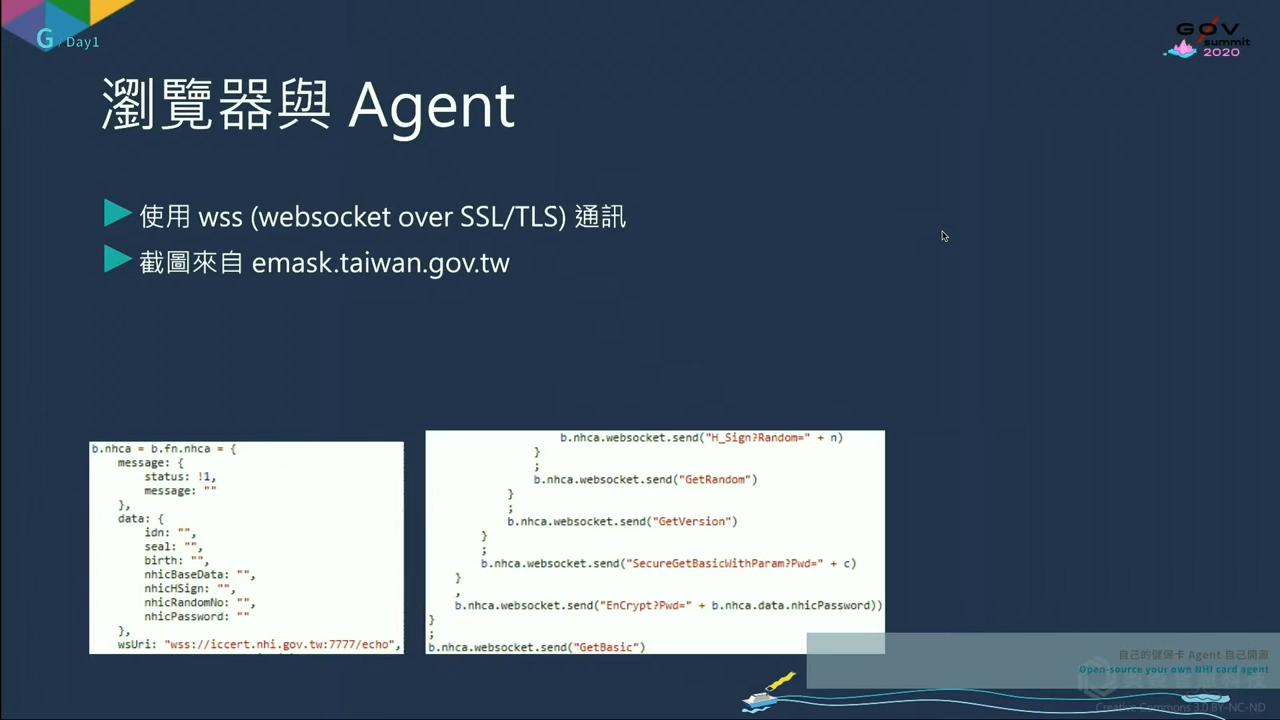 G / Day1
G0V
summit
2020
瀏覽器與 Agent
使用 wss (websocket over SSL/TLS) 通訊
截圖來自 emask.taiwan.gov.tw
b.nhca = b.fn.nhca = {
message: {
status: !1,
message: ""
},
data: {
idn: "",
seal: "",
birth: "",
nhicBaseData: "",
nhicHSign: "",
nhicRandomNo: "",
nhicPassword: ""
},
wsUri: "wss://iccert.nhi.gov.tw:7777/echo",
b.nhca.websocket.send("H_Sign?Random=" + n)
}
;
b.nhca.websocket.send("GetRandom")
}
;
b.nhca.websocket.send("GetVersion")
}
;
b.nhca.websocket.send("SecureGetBasicWithParam?Pwd=" + c)
}
,
b.nhca.websocket.send("EnCrypt?Pwd=" + b.nhca.data.nhicPassword))
}
;
b.nhca.websocket.send("GetBasic")
自己的健保卡 Agent 自己開源
Open-source your own NHI card agent
Creative Commons 3.0 BY-NC-ND